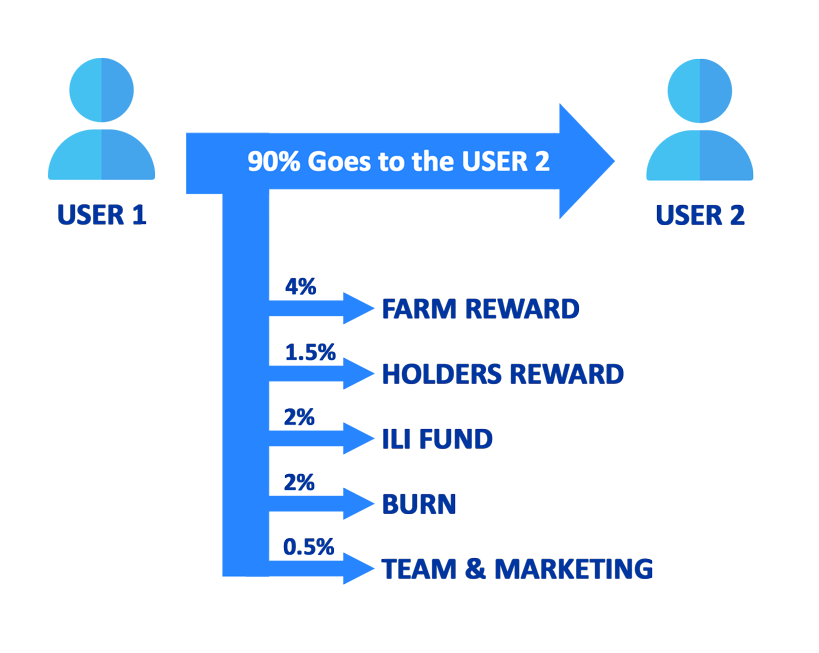 90% Goes to the USER 2
USER 1
USER 2
4%
FARM REWARD
1.5%
HOLDERS REWARD
2%
ILI FUND
2%
BURN
0.5%
TEAM & MARKETING